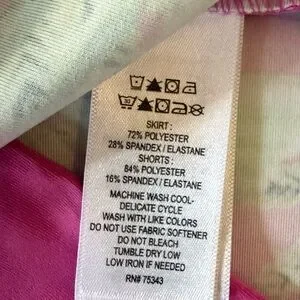 SKIRT :
72% POLYESTER
28% SPANDEX / ELASTANE
SHORTS :
84% POLYESTER
16% SPANDEX / ELASTANE
MACHINE WASH COOL-
DELICATE CYCLE
WASH WITH LIKE COLORS
DO NOT USE FABRIC SOFTENER
DO NOT BLEACH
TUMBLE DRY LOW
LOW IRON IF NEEDED
RN# 75343